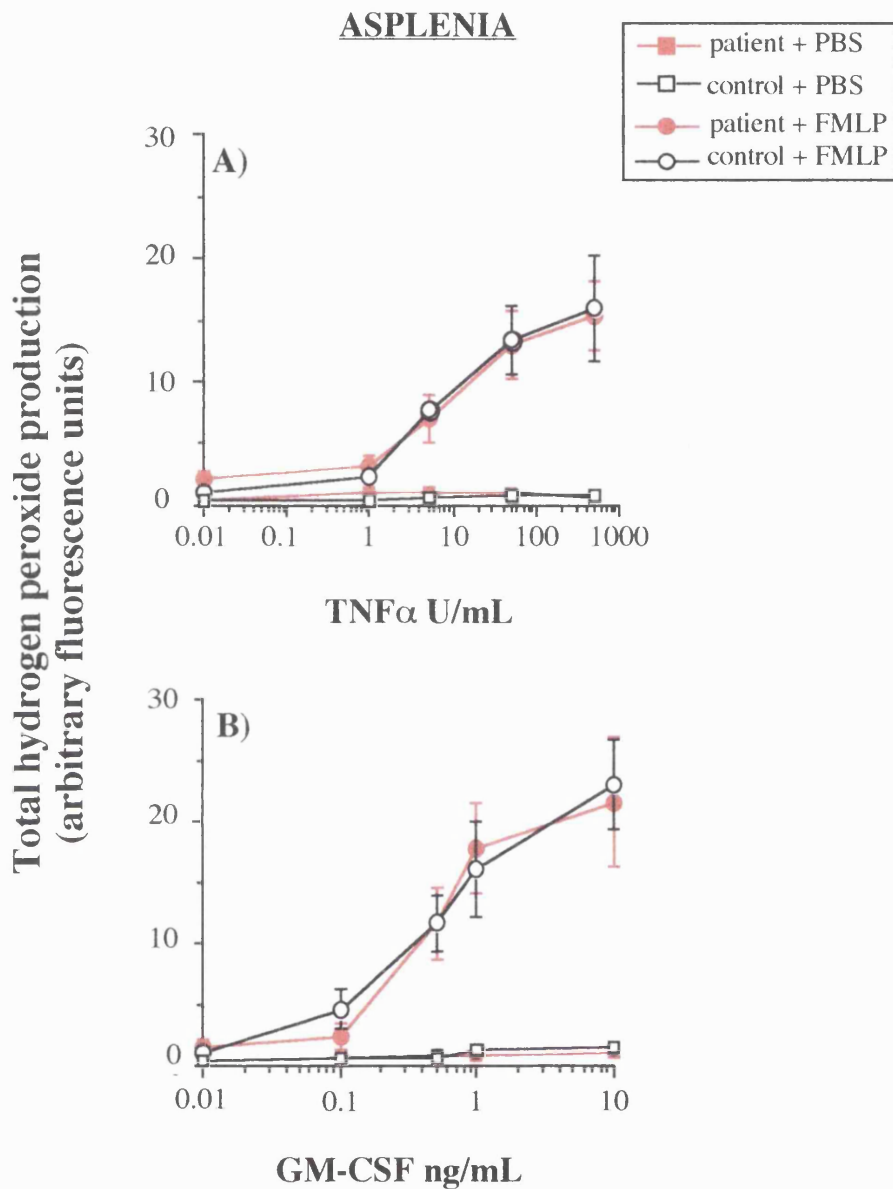 ASPLENIA
patient + PBS
control + PBS
patient + FMLP
control + FMLP
Total hydrogen peroxide production
(arbitrary fluorescence units)
A)
30
20
10
0
0.01 0.1 1 10 100 1000
TNFα U/mL
B)
30
20
10
0
0.01 0.1 1 10
GM-CSF ng/mL